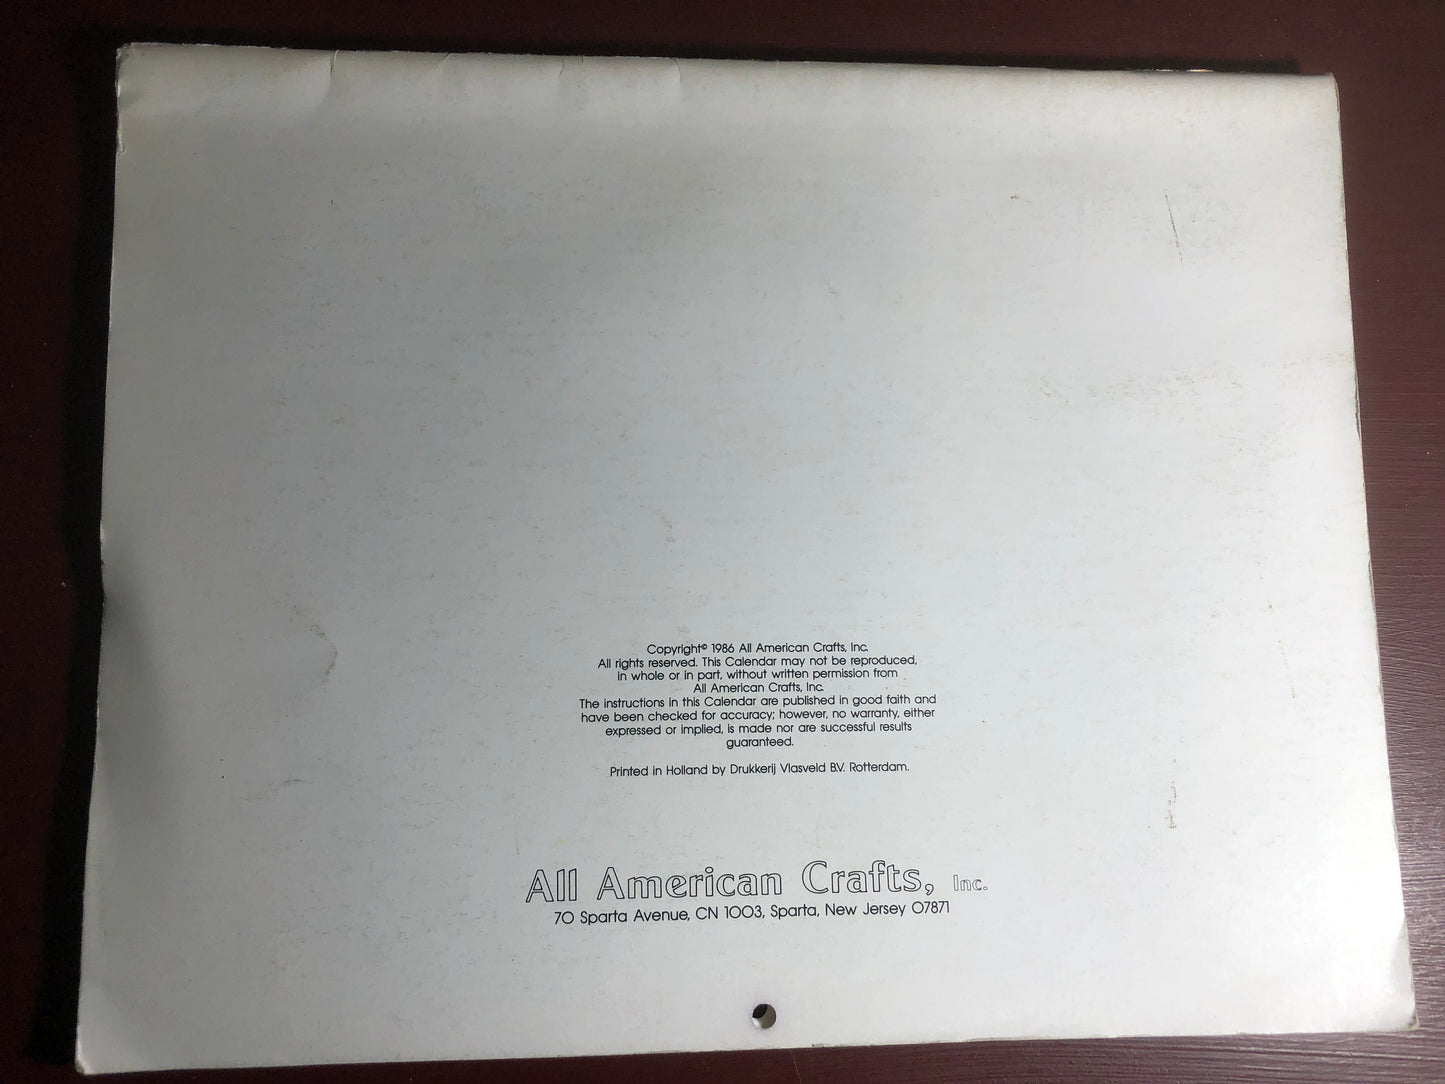 Copyright© 1986 All American Crafts, Inc.
All rights reserved. This Calendar may not be reproduced,
in whole or in part, without written permission from
All American Crafts, Inc.
The instructions in this Calendar are published in good faith and
have been checked for accuracy; however, no warranty, either
expressed or implied, is made nor are successful results
guaranteed.
Printed in Holland by Drukkerij Vlasveld B.V. Rotterdam.
All American Crafts, Inc.
70 Sparta Avenue, CN 1003, Sparta, New Jersey 07871